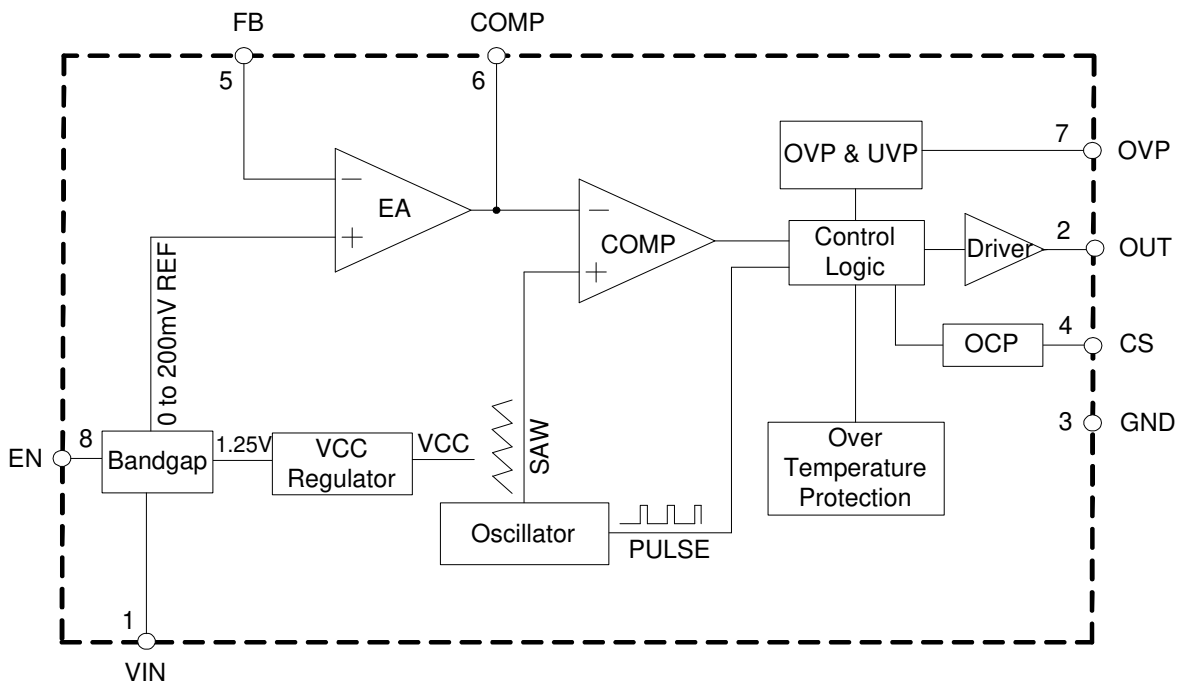 FB
COMP
5
6
OVP & UVP
7
OVP
EA
COMP
Control
Logic
Driver
2
OUT
0 to 200mV REF
OCP
4
CS
3
GND
EN
8
Bandgap
1.25V
VCC
Regulator
VCC
SAW
Over
Temperature
Protection
Oscillator
PULSE
1
VIN